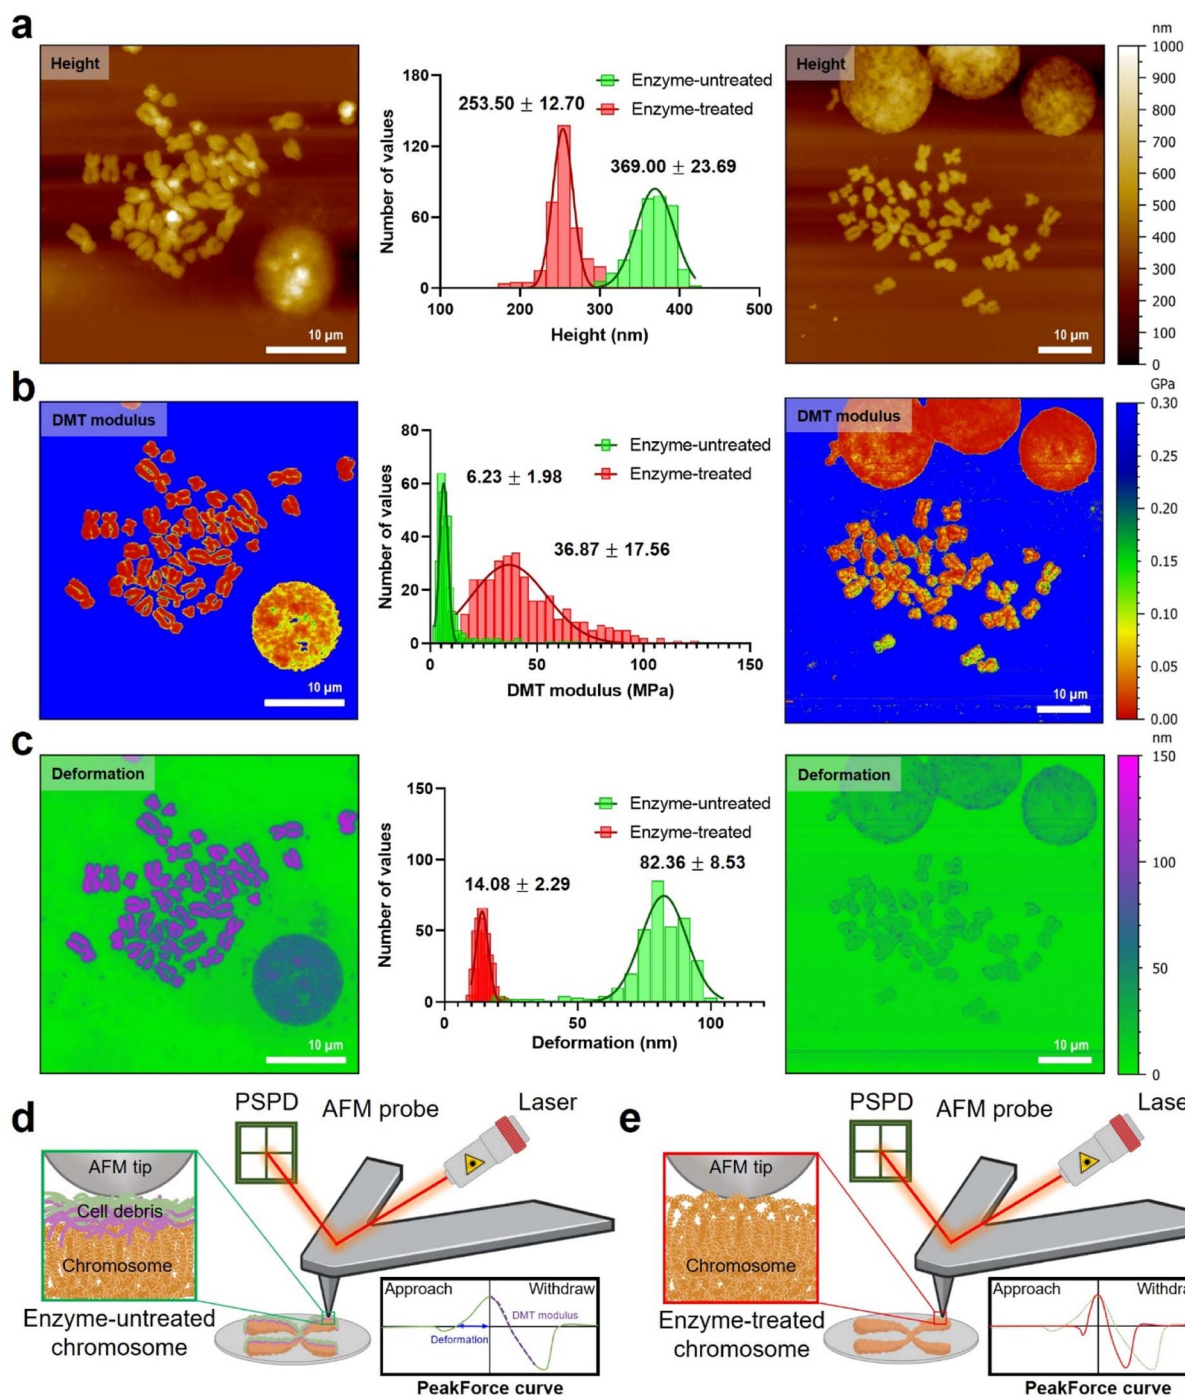 a
Height
180
120
60
0
Number of values
253.50 ± 12.70
Enzyme-untreated
Enzyme-treated
369.00 ± 23.69
100 200 300 400 500
Height (nm)
10 µm
Height
10 µm
nm
1000
900
800
700
600
500
400
300
200
100
0
b
DMT modulus
10 µm
80
60
40
20
0
Number of values
Enzyme-untreated
Enzyme-treated
6.23 ± 1.98
36.87 ± 17.56
0 50 100 150
DMT modulus (MPa)
DMT modulus
10 µm
GPa
0.30
0.25
0.20
0.15
0.10
0.05
0.00
c
Deformation
10 µm
150
100
50
0
Number of values
Enzyme-untreated
Enzyme-treated
82.36 ± 8.53
14.08 ± 2.29
0 50 100
Deformation (nm)
Deformation
10 µm
nm
150
100
50
0
d
PSPD
AFM probe
Laser
AFM tip
Cell debris
Chromosome
Enzyme-untreated
chromosome
Approach
Withdraw
DMT modulus
Deformation
PeakForce curve
e
PSPD
AFM probe
Lase
AFM tip
Chromosome
Enzyme-treated
chromosome
Approach
Withdra
PeakForce curve